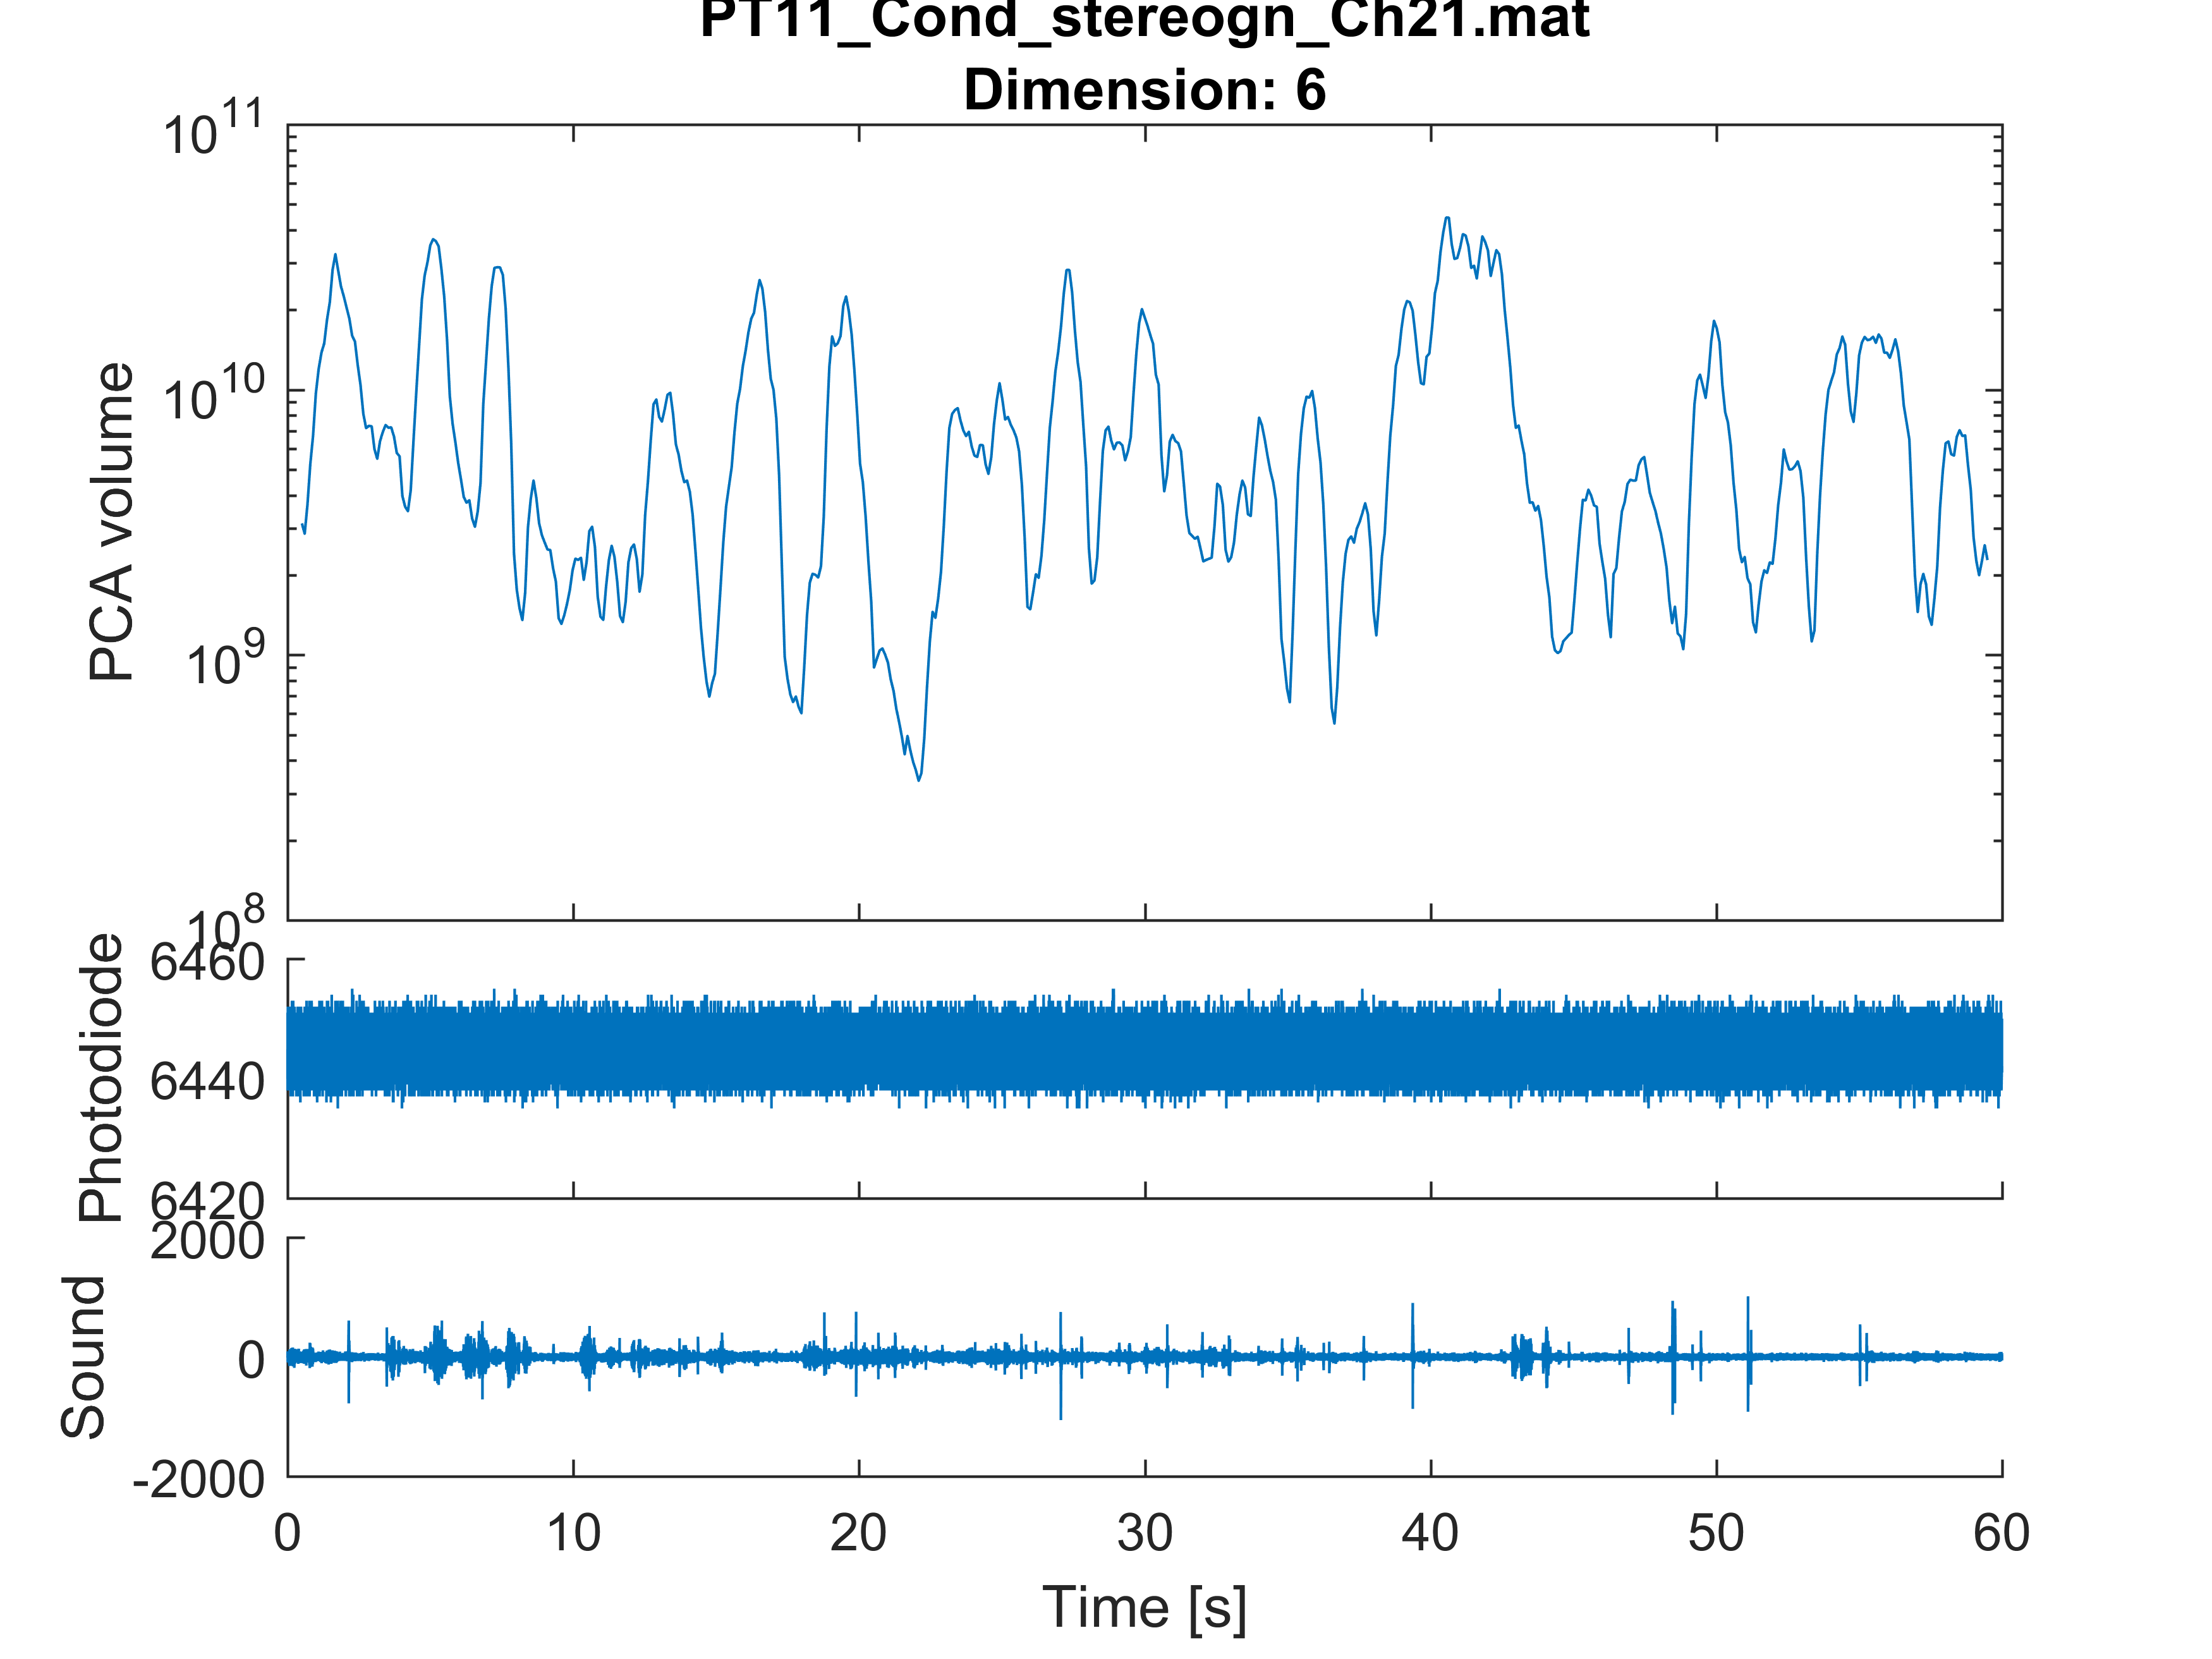 PT11_Cond_stereogn_Ch21.mat
Dimension: 6
10^11
10^10
10^9
10^8
PCA volume
6460
6440
6420
Photodiode
2000
0
-2000
Sound
0 10 20 30 40 50 60
Time [s]